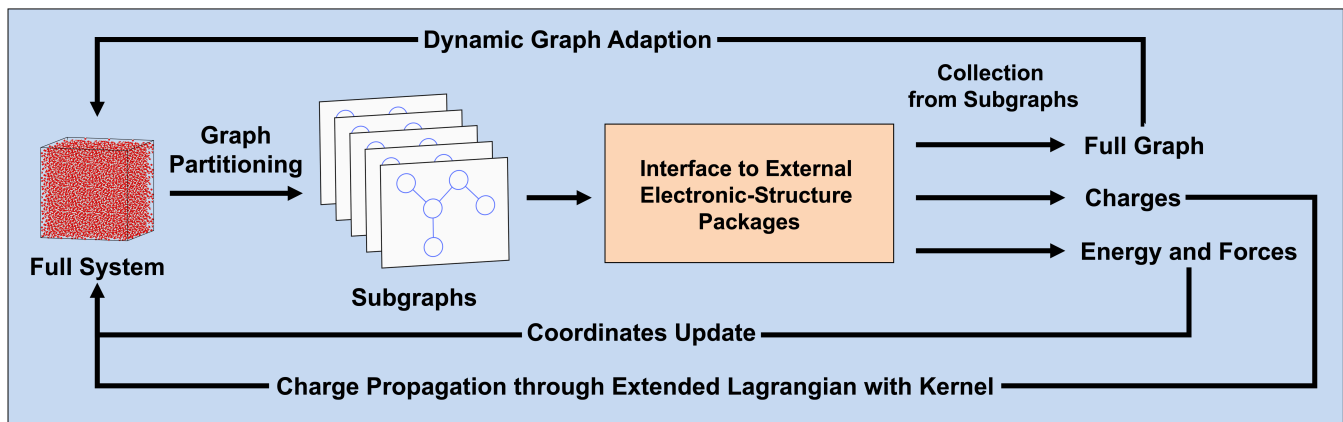 Dynamic Graph Adaption
Collection
from Subgraphs
Graph
Partitioning
Interface to External
Electronic-Structure
Packages
Full Graph
Charges
Energy and Forces
Full System
Subgraphs
Coordinates Update
Charge Propagation through Extended Lagrangian with Kernel